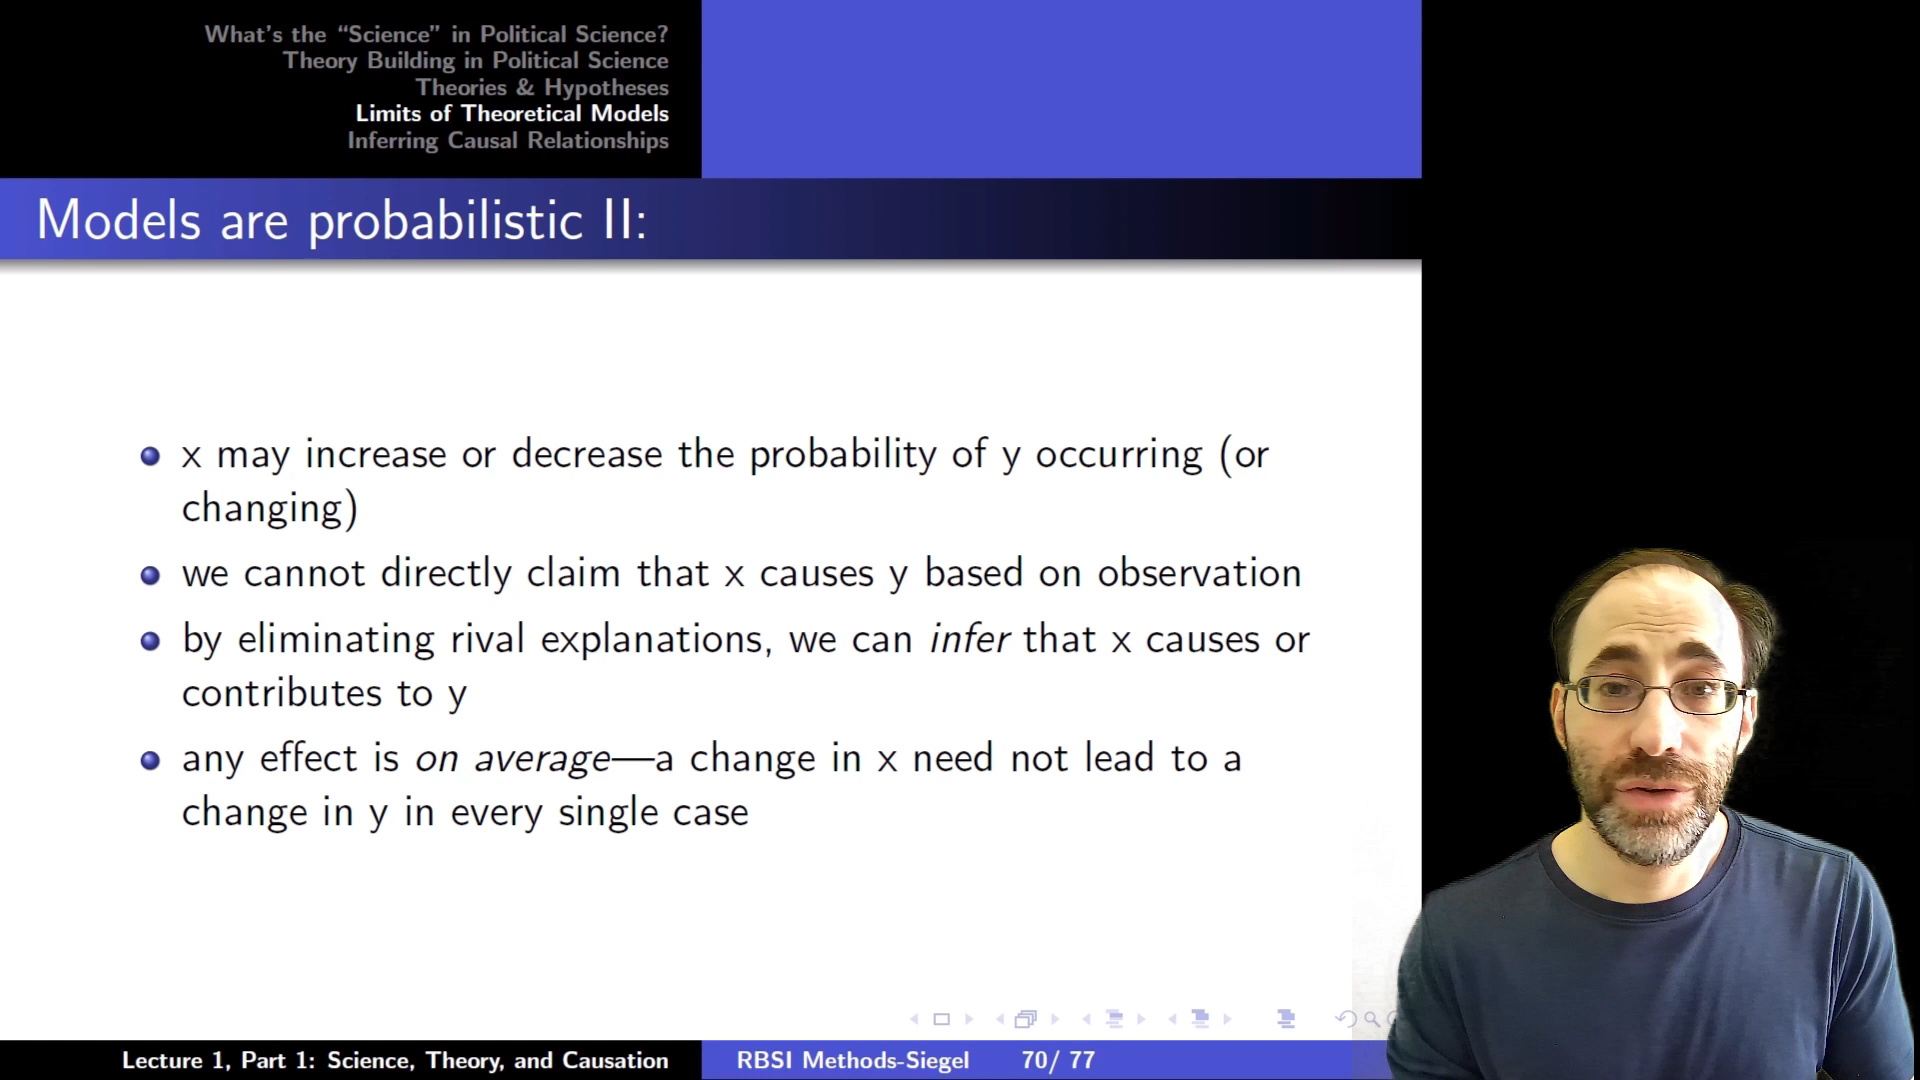 What's the “Science” in Political Science?
Theory Building in Political Science
Theories & Hypotheses
Limits of Theoretical Models
Inferring Causal Relationships
Models are probabilistic II:
x may increase or decrease the probability of y occurring (or
changing)
we cannot directly claim that x causes y based on observation
by eliminating rival explanations, we can infer that x causes or
contributes to y
any effect is on average—a change in x need not lead to a
change in y in every single case
Lecture 1, Part 1: Science, Theory, and Causation
RBSI Methods-Siegel 70/ 77